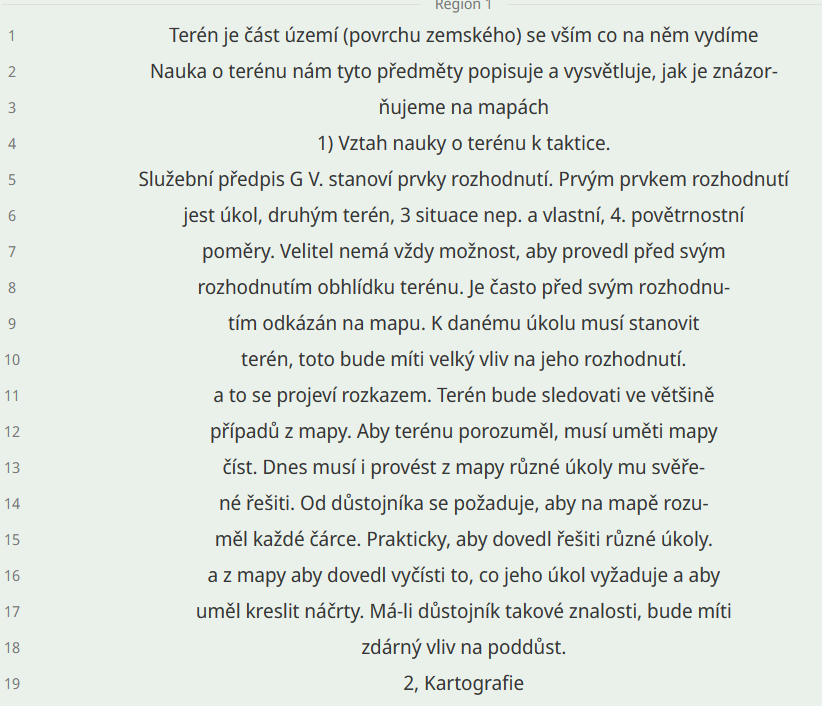 Region 1
1 Terén je část území (povrchu zemského) se vším co na něm vydíme
2 Nauka o terénu nám tyto předměty popisuje a vysvětluje, jak je znázor-
3 ňujeme na mapách
4 1) Vztah nauky o terénu k taktice.
5 Služební předpis G V. stanoví prvky rozhodnutí. Prvým prvkem rozhodnutí
6 jest úkol, druhým terén, 3 situace nep. a vlastní, 4. povětrnostní
7 poměry. Velitel nemá vždy možnost, aby provedl před svým
8 rozhodnutím obhlídku terénu. Je často před svým rozhodnu-
9 tím odkázán na mapu. K danému úkolu musí stanovit
10 terén, toto bude míti velký vliv na jeho rozhodnutí.
11 a to se projeví rozkazem. Terén bude sledovati ve většině
12 případů z mapy. Aby terénu porozuměl, musí uměti mapy
13 číst. Dnes musí i provést z mapy různé úkoly mu svěře-
14 né řešiti. Od důstojníka se požaduje, aby na mapě rozu-
15 měl každé čárce. Prakticky, aby dovedl řešiti různé úkoly.
16 a z mapy aby dovedl vyčísti to, co jeho úkol vyžaduje a aby
17 uměl kreslit náčrty. Má-li důstojník takové znalosti, bude míti
18 zdárný vliv na poddůst.
19 2, Kartografie